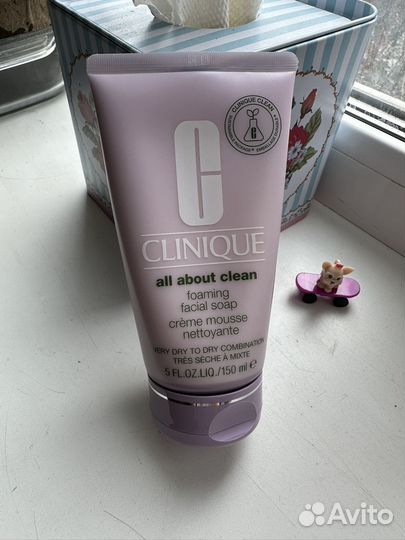 CLINIQUE CLEAN
C
CLINIQUE
all about clean
foaming
facial soap
crème mousse
nettoyante
VERY DRY TO DRY COMBINATION
TRÈS SÈCHE À MIXTE
5 FL.OZ.LIQ./150 ml ℮
Avito